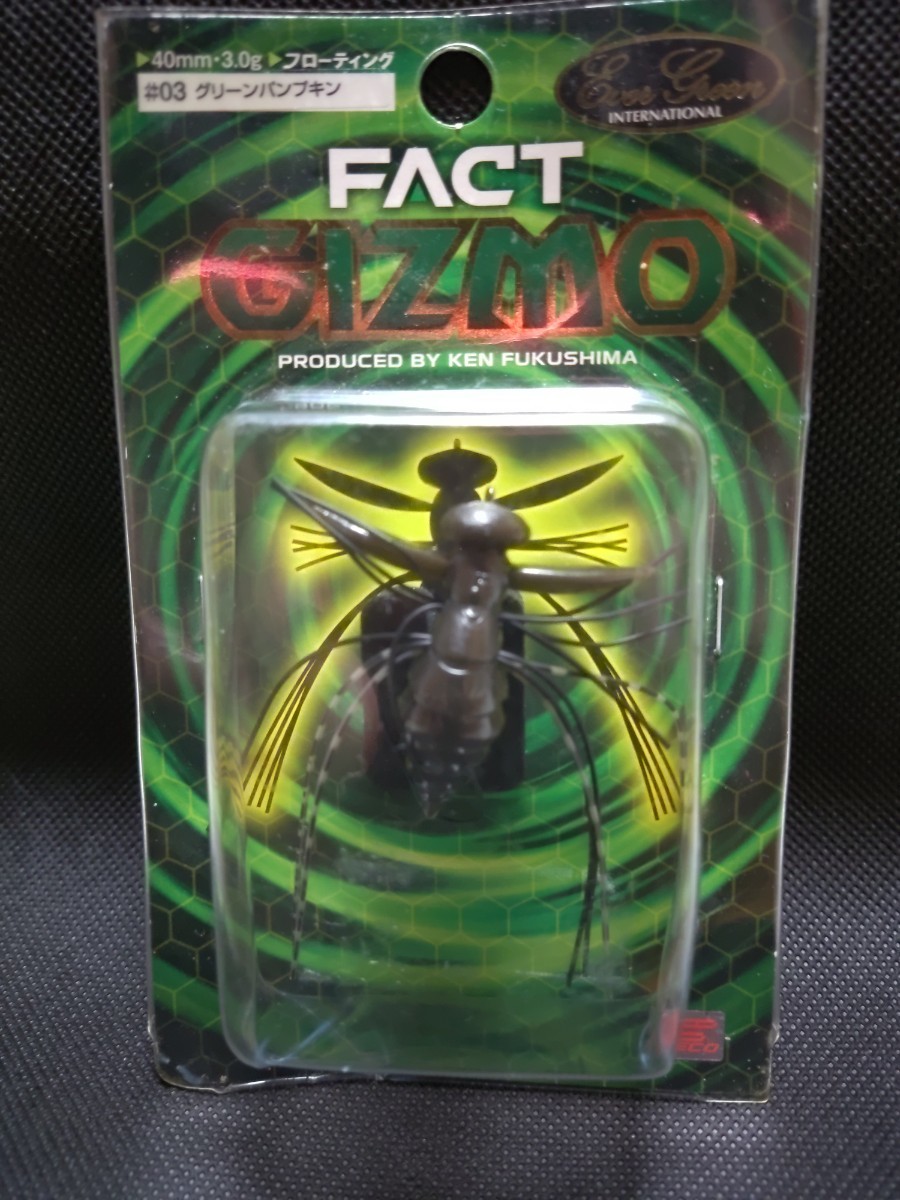 ▶40mm・3.0g▶フローティング
#03 グリーンパンプキン
Ever Green
INTERNATIONAL
FACT
GIZMO
PRODUCED BY KEN FUKUSHIMA
eco